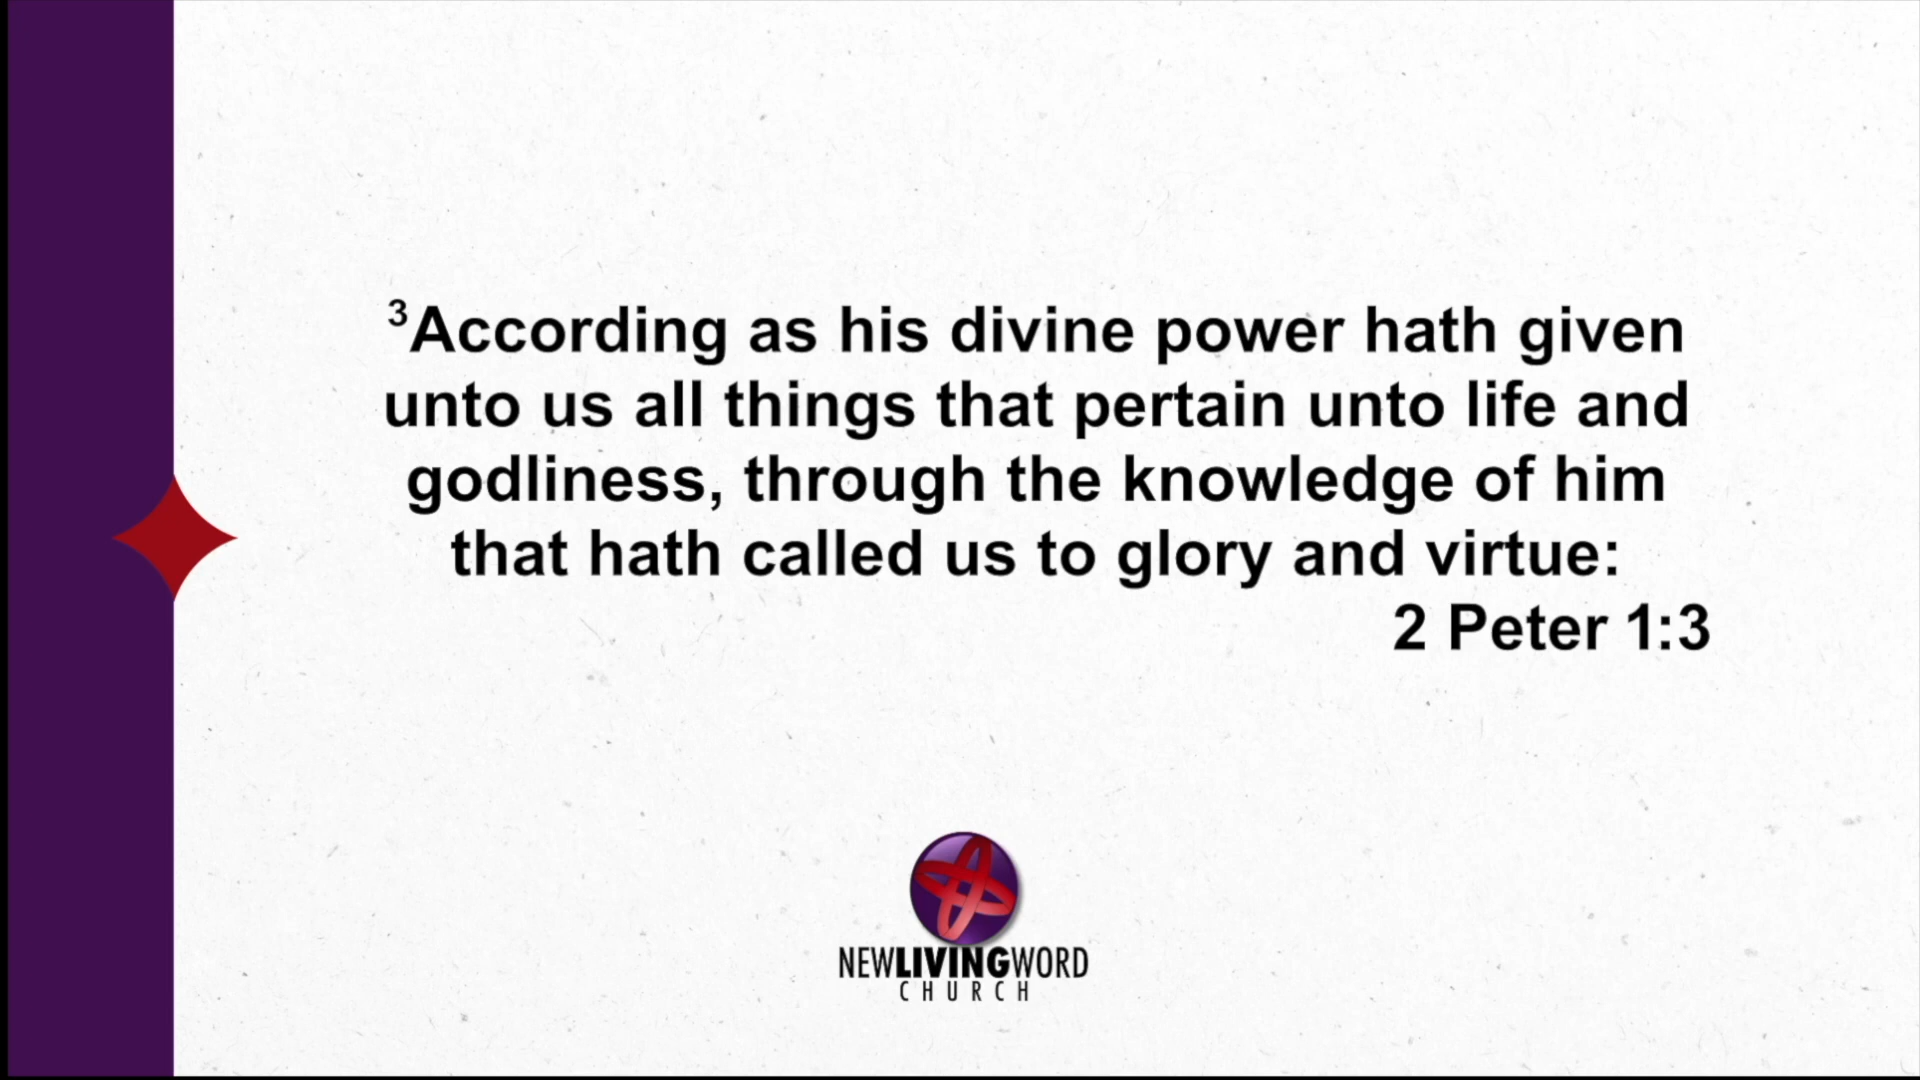 ³According as his divine power hath given
unto us all things that pertain unto life and
godliness, through the knowledge of him
that hath called us to glory and virtue:
2 Peter 1:3
NEWLIVINGWORD
CHURCH